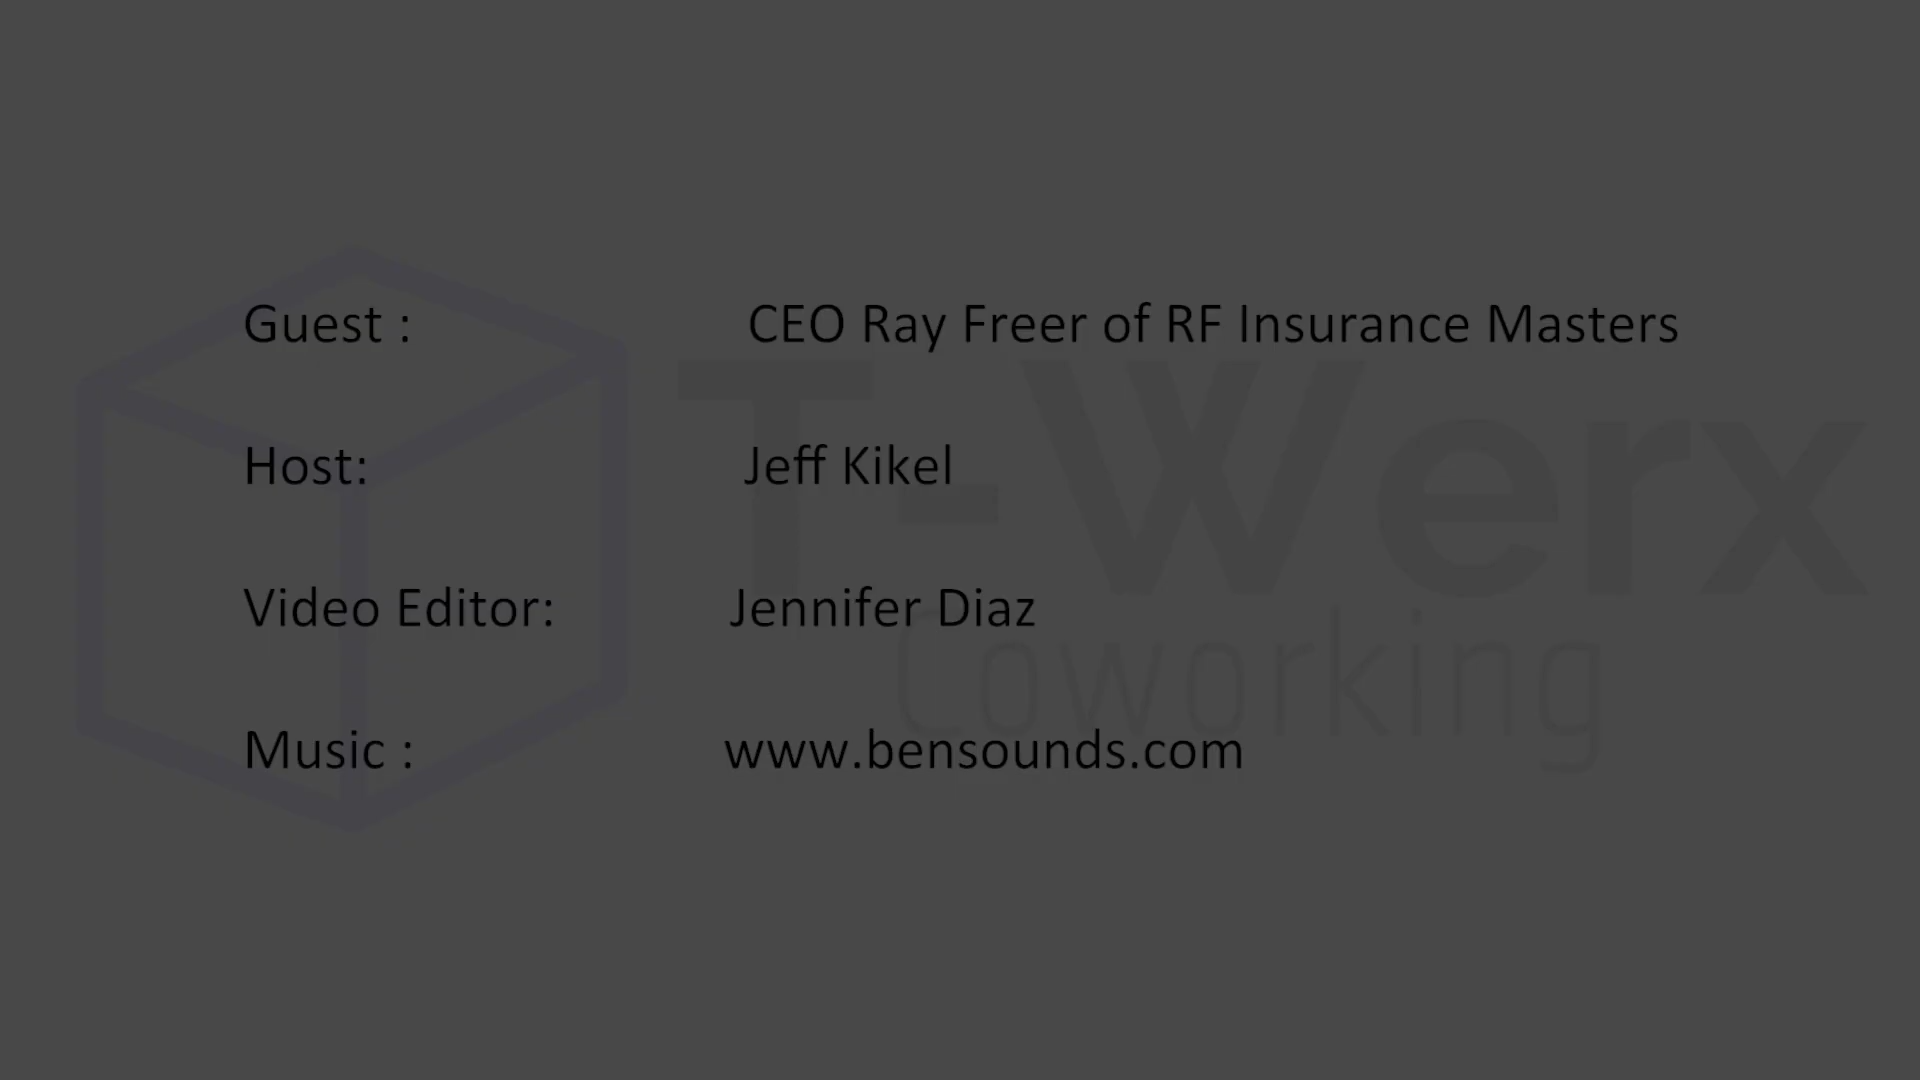 Guest : CEO Ray Freer of RF Insurance Masters
T-Werx
Host: Jeff Kikel
Video Editor: Jennifer Diaz
Coworking
Music : www.bensounds.com